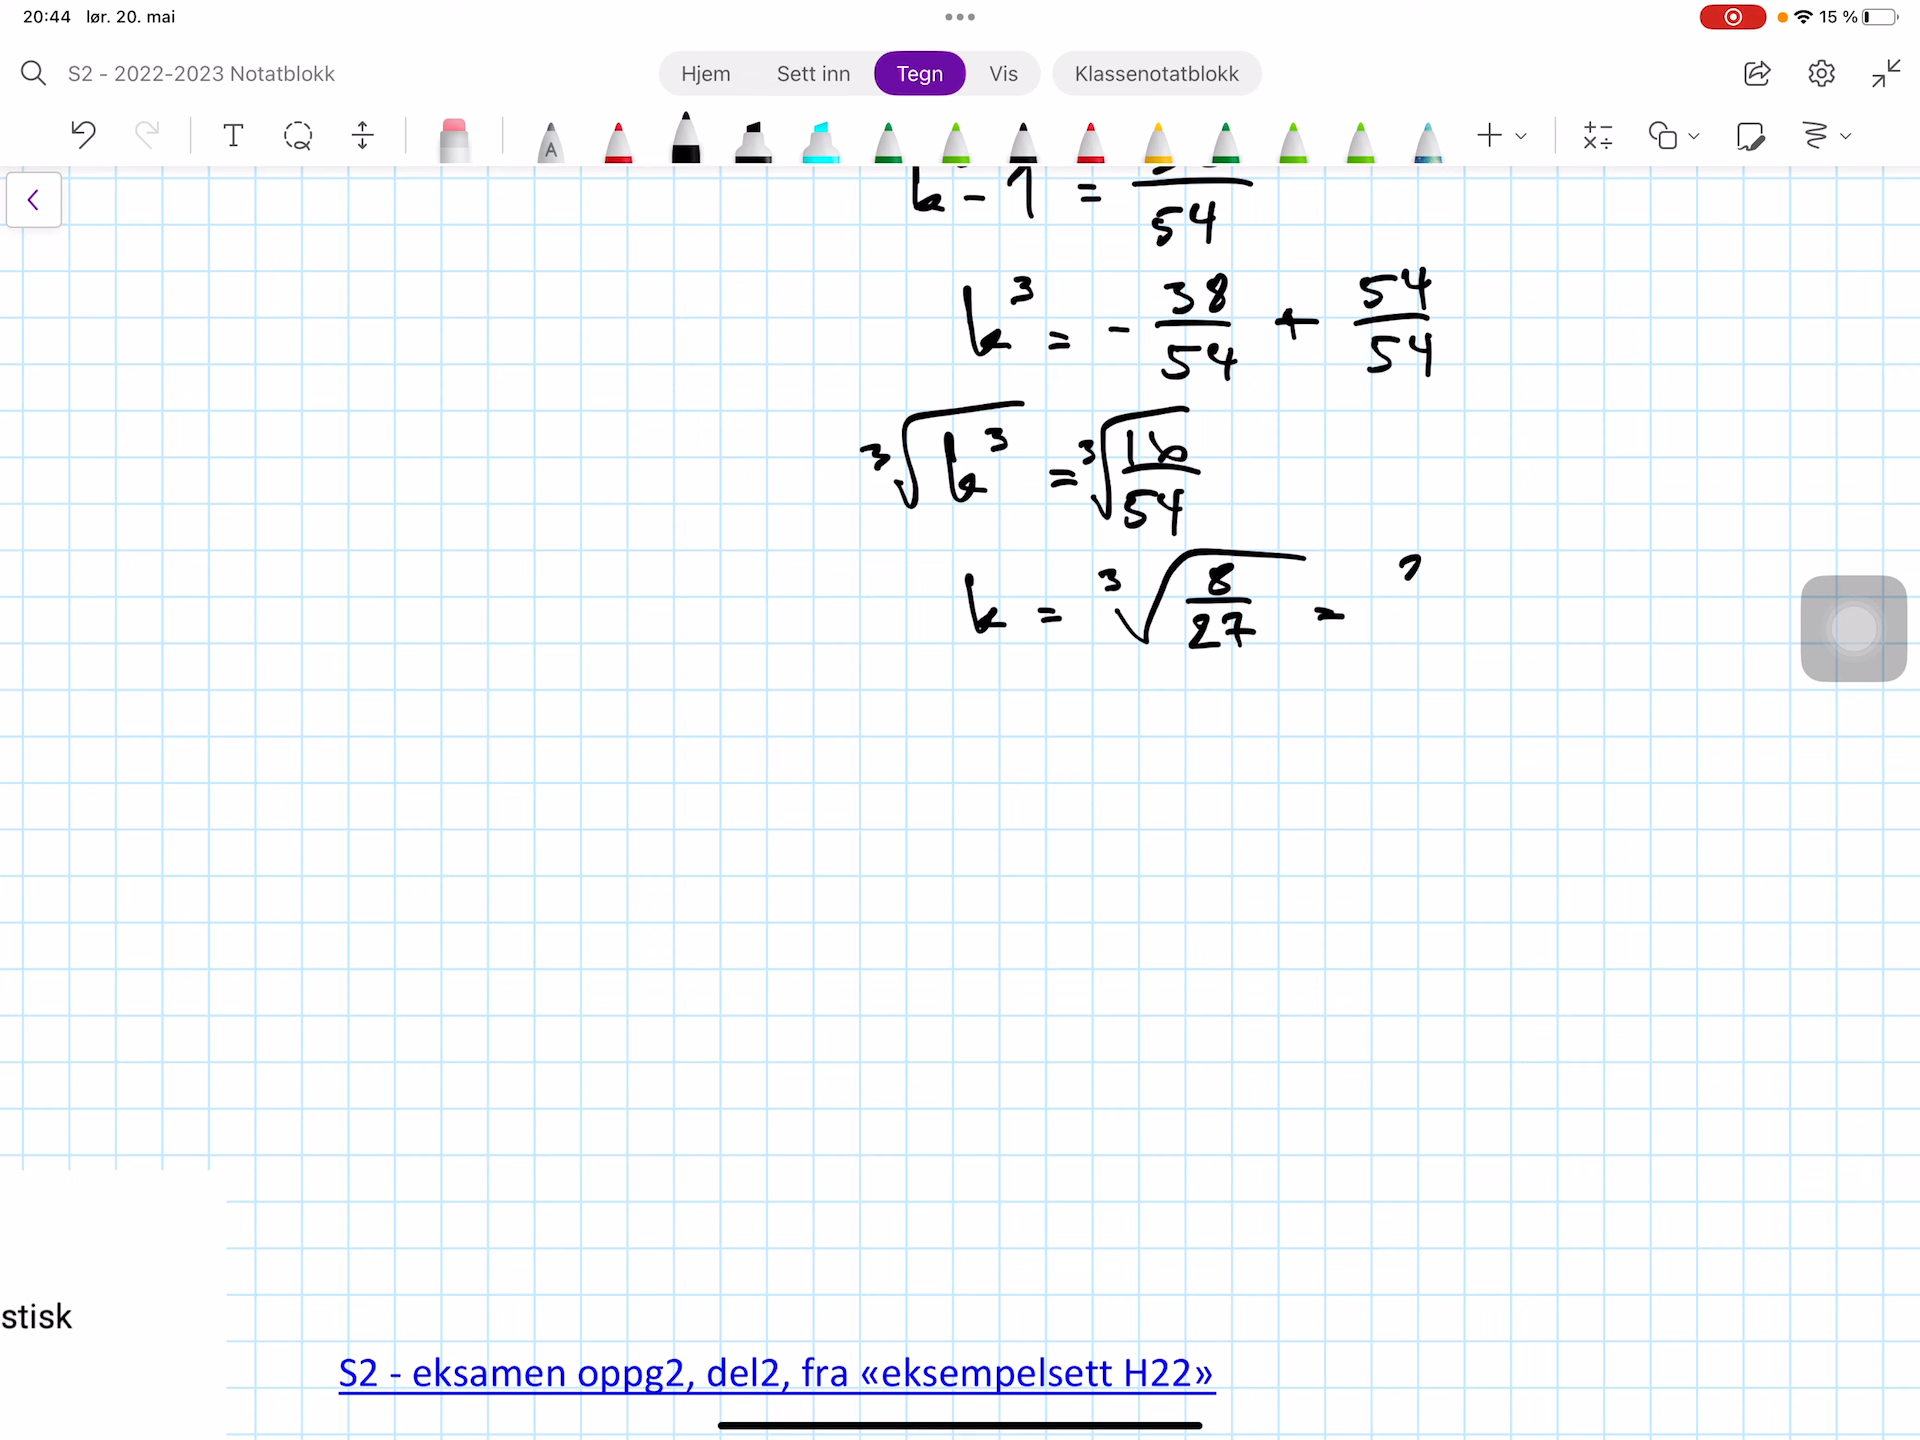 20:44 lør. 20. mai
15 %
S2 - 2022-2023 Notatblokk
Hjem Sett inn Tegn Vis Klassenotatblokk
T
A
k - 1 = 54
k³ = - 38/54 + 54/54
³√k³ = ³√16/54
k = ³√8/27 =
stisk
S2 - eksamen oppg2, del2, fra «eksempelsett H22»